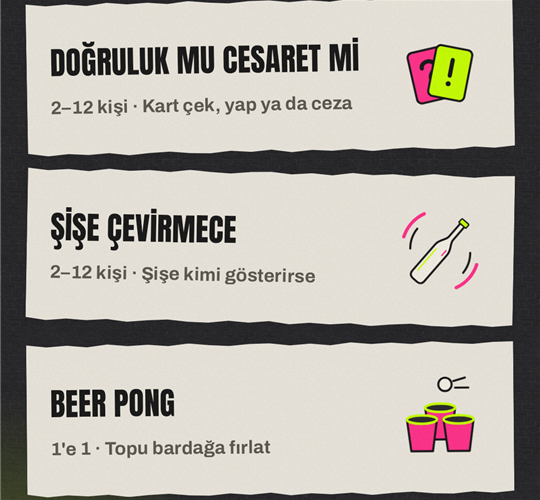 DOĞRULUK MU CESARET Mİ
2–12 kişi · Kart çek, yap ya da ceza
?
!
ŞİŞE ÇEVİRMECE
2–12 kişi · Şişe kimi gösterirse
BEER PONG
1'e 1 · Topu bardağa fırlat